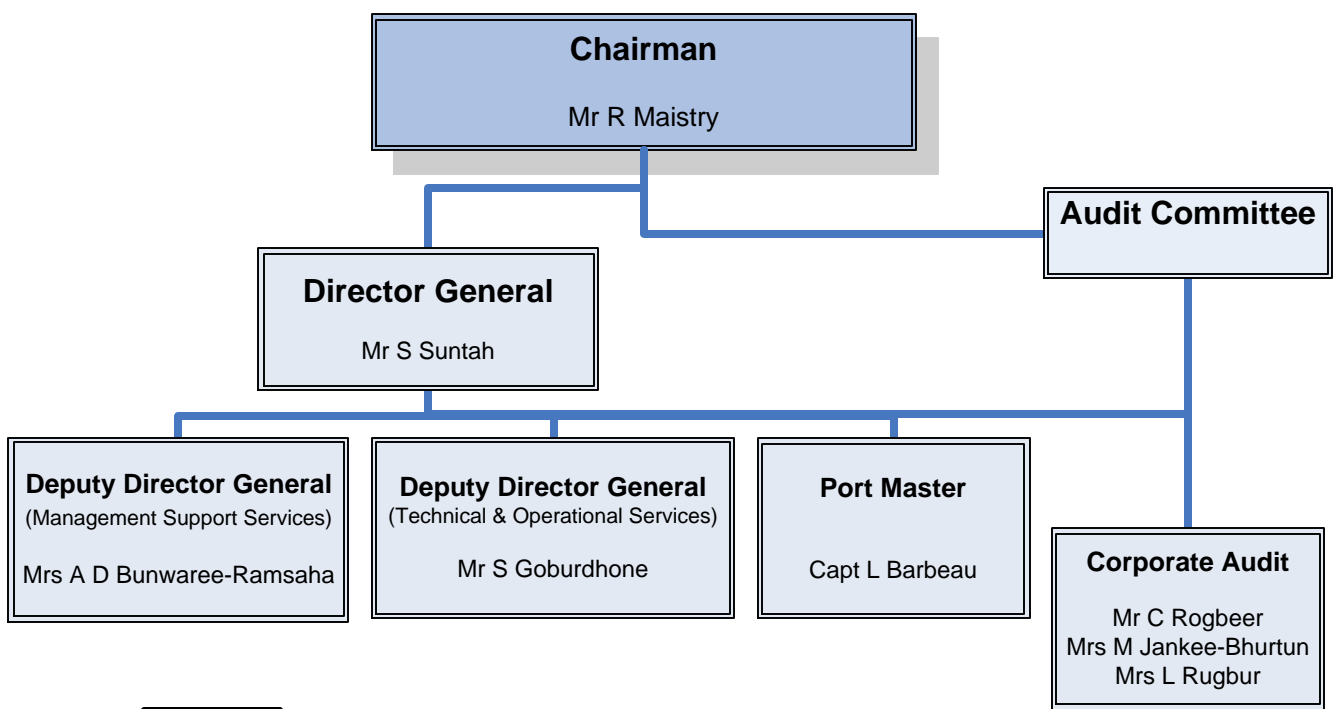 Chairman
Mr R Maistry
Audit Committee
Director General
Mr S Suntah
Deputy Director General
(Management Support Services)
Mrs A D Bunwaree-Ramsaha
Deputy Director General
(Technical & Operational Services)
Mr S Goburdhone
Port Master
Capt L Barbeau
Corporate Audit
Mr C Rogbeer
Mrs M Jankee-Bhurtun
Mrs L Rugbur